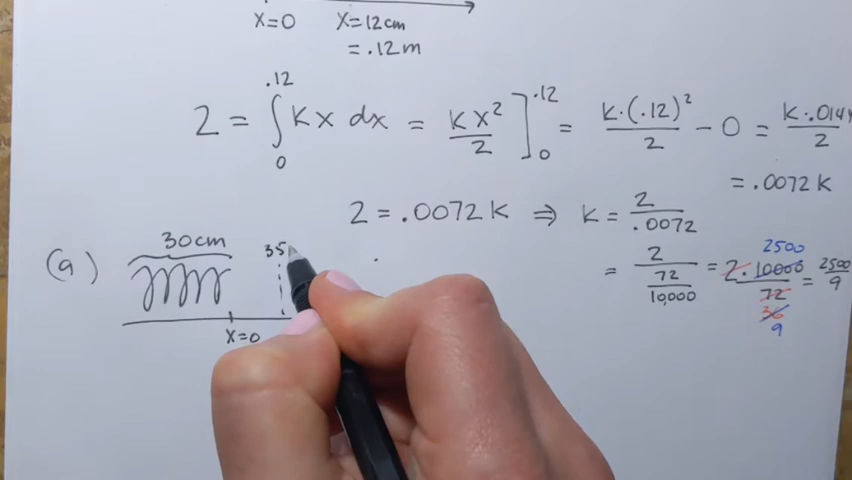 x=0 x=12cm
=.12m
2 = ∫₀^.12 kx dx = kx²/2 ]₀^.12 = k·(.12)²/2 - 0 = k·.0144/2
= .0072k
2 = .0072k ⇒ k = 2/.0072
(a) 30cm 35
= 2/(72/10,000) = 2·10000/72 = 2500/9
2500
36
9
x=0